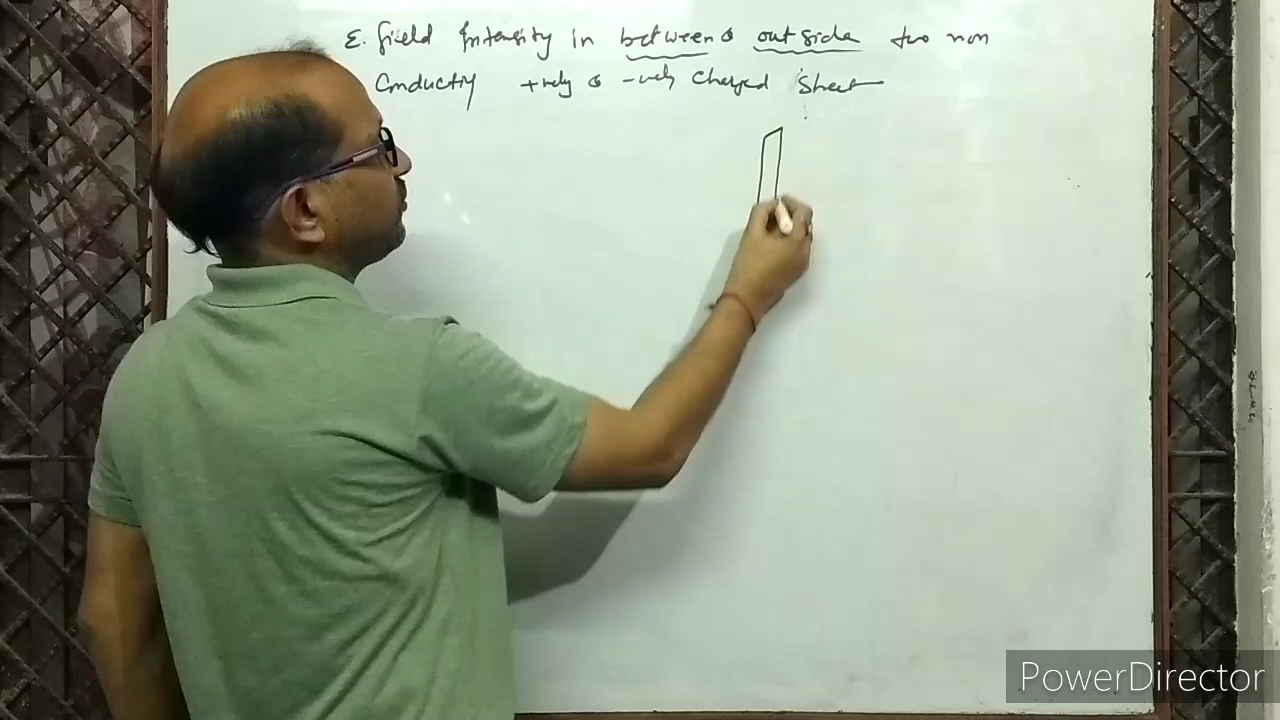 E. field Intensity in between & outside two non
Conducting +vely & -vely Charged Sheet
PowerDirector